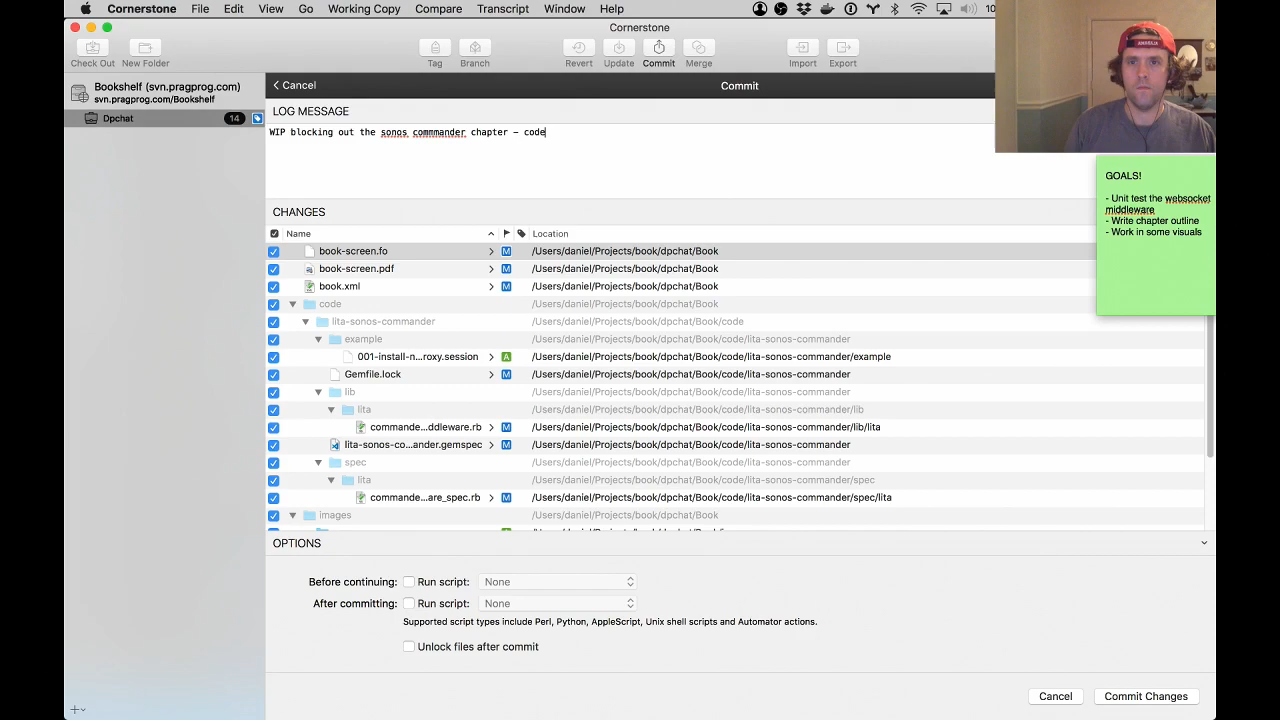 Cornerstone File Edit View Go Working Copy Compare Transcript Window Help 10
Cornerstone
Check Out New Folder Tag Branch Revert Update Commit Merge Import Export
Bookshelf (svn.pragprog.com)
svn.pragprog.com/Bookshelf
Dpchat 14
Cancel Commit
LOG MESSAGE
WIP blocking out the sonos commmander chapter - code
GOALS!
- Unit test the websocket
middleware
- Write chapter outline
- Work in some visuals
CHANGES
Name Location
book-screen.fo M /Users/daniel/Projects/book/dpchat/Book
book-screen.pdf M /Users/daniel/Projects/book/dpchat/Book
book.xml M /Users/daniel/Projects/book/dpchat/Book
code /Users/daniel/Projects/book/dpchat/Book
lita-sonos-commander /Users/daniel/Projects/book/dpchat/Book/code
example /Users/daniel/Projects/book/dpchat/Book/code/lita-sonos-commander
001-install-n...roxy.session A /Users/daniel/Projects/book/dpchat/Book/code/lita-sonos-commander/example
Gemfile.lock M /Users/daniel/Projects/book/dpchat/Book/code/lita-sonos-commander
lib /Users/daniel/Projects/book/dpchat/Book/code/lita-sonos-commander
lita /Users/daniel/Projects/book/dpchat/Book/code/lita-sonos-commander/lib
commande...ddleware.rb M /Users/daniel/Projects/book/dpchat/Book/code/lita-sonos-commander/lib/lita
lita-sonos-co...ander.gemspec M /Users/daniel/Projects/book/dpchat/Book/code/lita-sonos-commander
spec /Users/daniel/Projects/book/dpchat/Book/code/lita-sonos-commander
lita /Users/daniel/Projects/book/dpchat/Book/code/lita-sonos-commander/spec
commande...are_spec.rb M /Users/daniel/Projects/book/dpchat/Book/code/lita-sonos-commander/spec/lita
images /Users/daniel/Projects/book/dpchat/Book
OPTIONS
Before continuing: Run script: None
After committing: Run script: None
Supported script types include Perl, Python, AppleScript, Unix shell scripts and Automator actions.
Unlock files after commit
Cancel Commit Changes